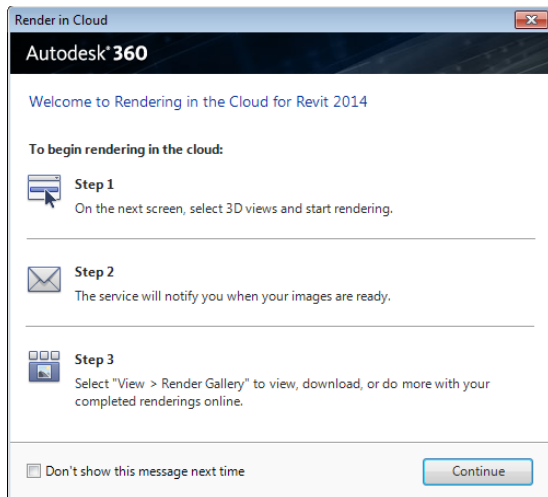 Render in Cloud
Autodesk® 360
Welcome to Rendering in the Cloud for Revit 2014
To begin rendering in the cloud:
Step 1
On the next screen, select 3D views and start rendering.
Step 2
The service will notify you when your images are ready.
Step 3
Select "View > Render Gallery" to view, download, or do more with your
completed renderings online.
Don't show this message next time
Continue